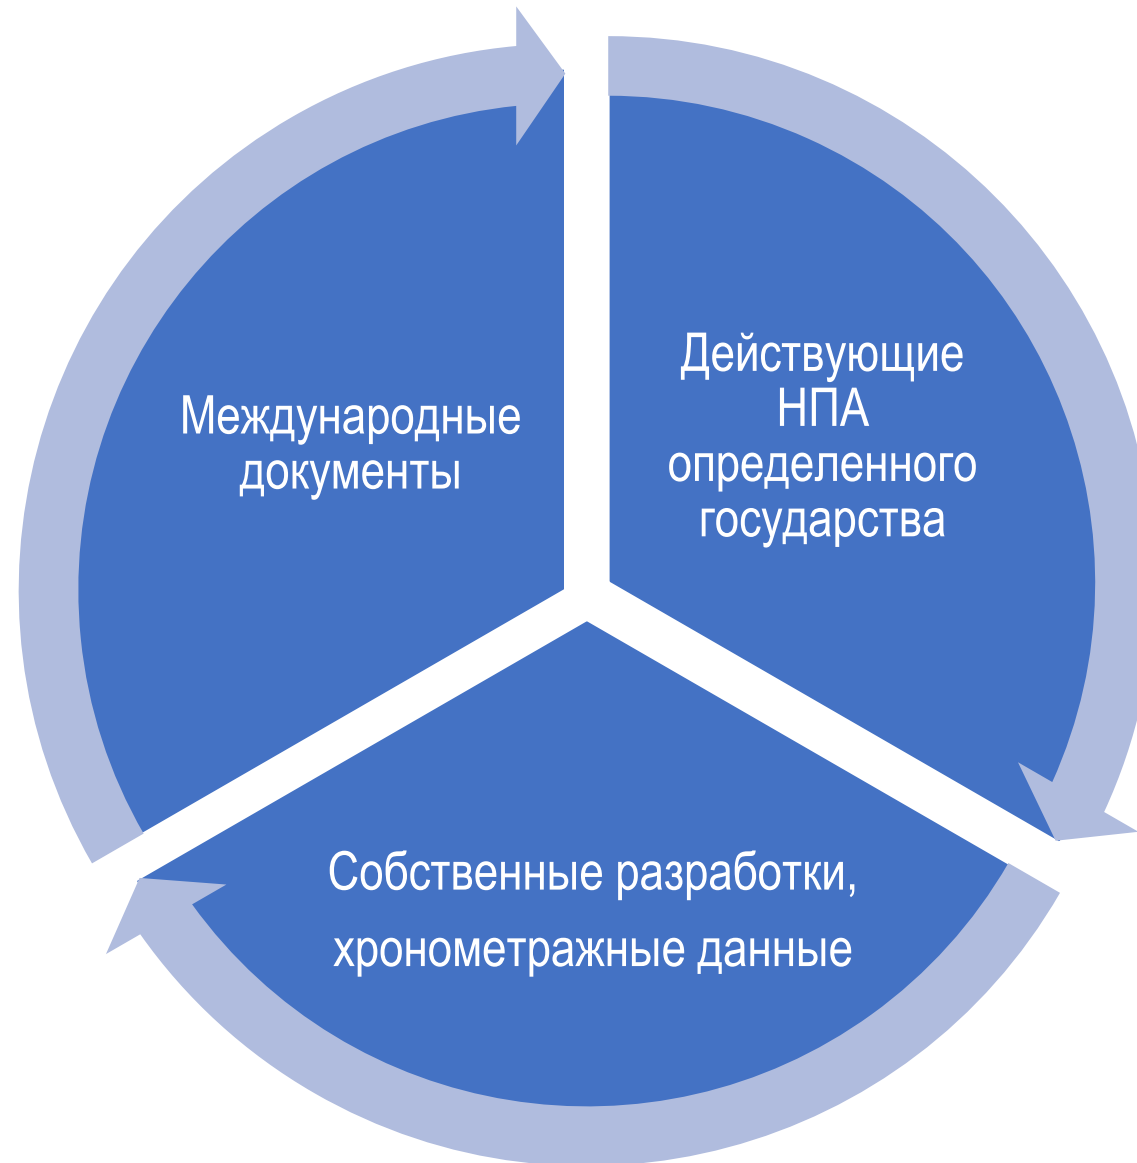 Международные
документы
Действующие
НПА
определенного
государства
Собственные разработки,
хронометражные данные